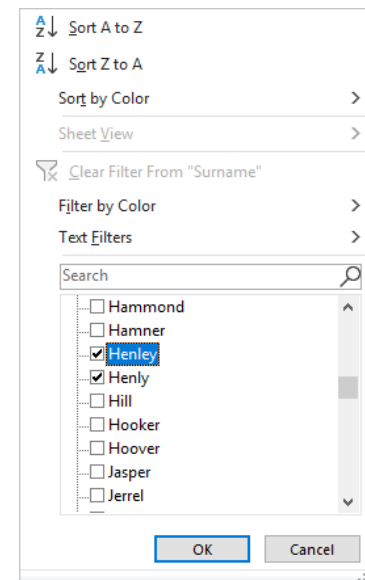 Sort A to Z
Sort Z to A
Sort by Color
Sheet View
Clear Filter From "Surname"
Filter by Color
Text Filters
Search
Hammond
Hamner
Henley
Henly
Hill
Hooker
Hoover
Jasper
Jerrel
OK Cancel